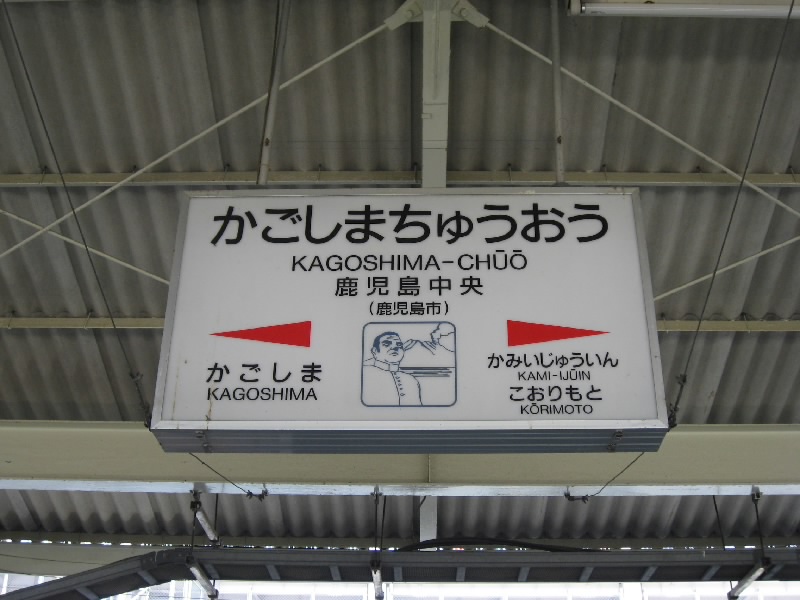 かごしまちゅうおう
KAGOSHIMA-CHŪŌ
鹿児島中央
(鹿児島市)
かごしま
KAGOSHIMA
かみいじゅういん
KAMI-IJŪIN
こおりもと
KŌRIMOTO